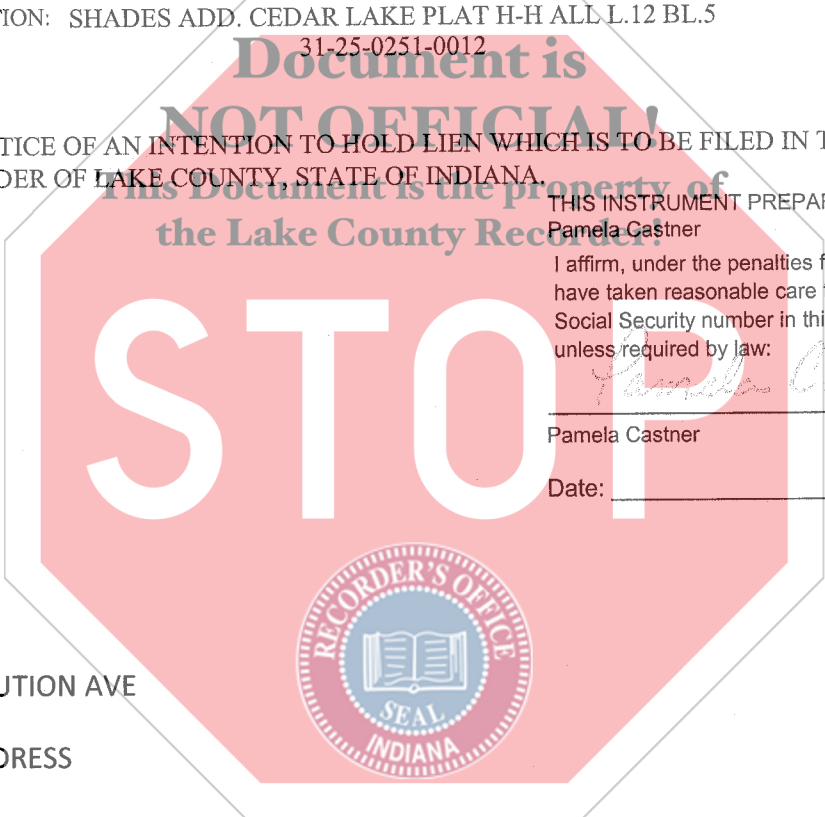 TION: SHADES ADD. CEDAR LAKE PLAT H-H ALL L.12 BL.5
31-25-0251-0012
Document is
NOT OFFICIAL!
TICE OF AN INTENTION TO HOLD LIEN WHICH IS TO BE FILED IN T
DER OF LAKE COUNTY, STATE OF INDIANA.
This Document is the property of
the Lake County Recorder!
THIS INSTRUMENT PREPAR
Pamela Castner
I affirm, under the penalties f
have taken reasonable care
Social Security number in thi
unless required by law:
Pamela C
Pamela Castner
Date:
STOP
RECORDER'S OFFICE
SEAL
INDIANA
UTION AVE
DRESS